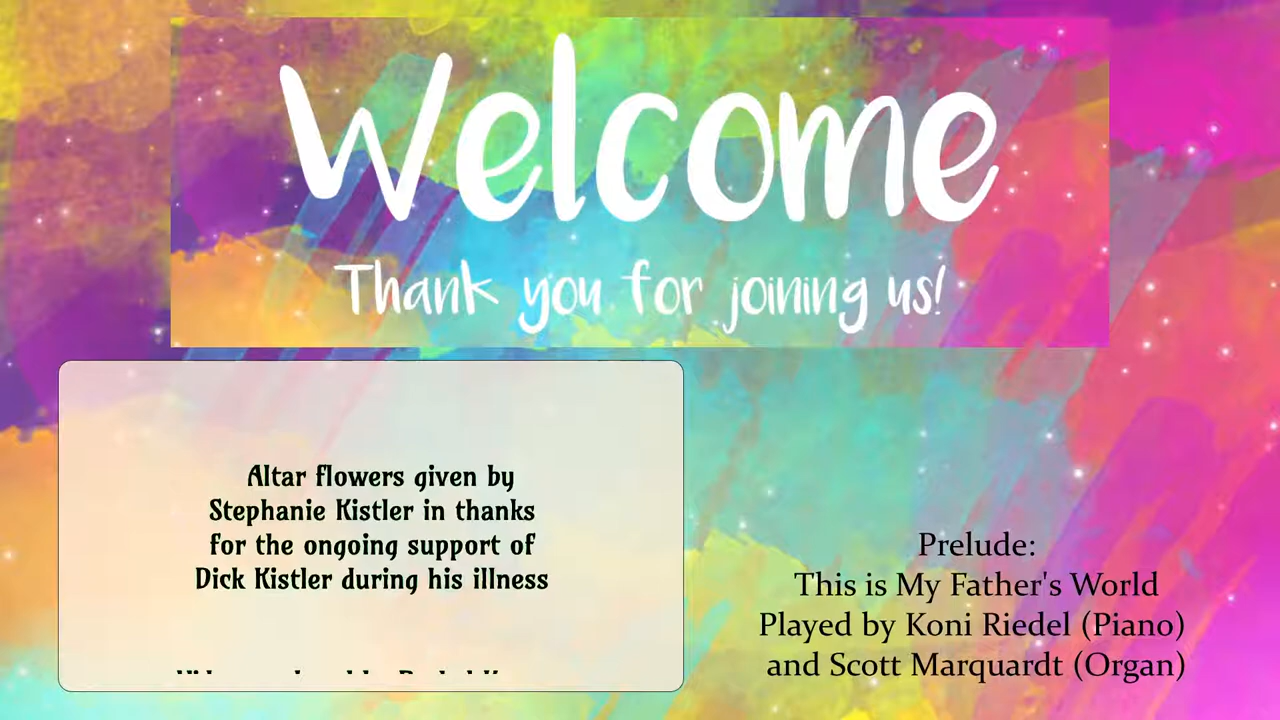 Welcome
Thank you for joining us!
Altar flowers given by
Stephanie Kistler in thanks
for the ongoing support of
Dick Kistler during his illness
Prelude:
This is My Father's World
Played by Koni Riedel (Piano)
and Scott Marquardt (Organ)